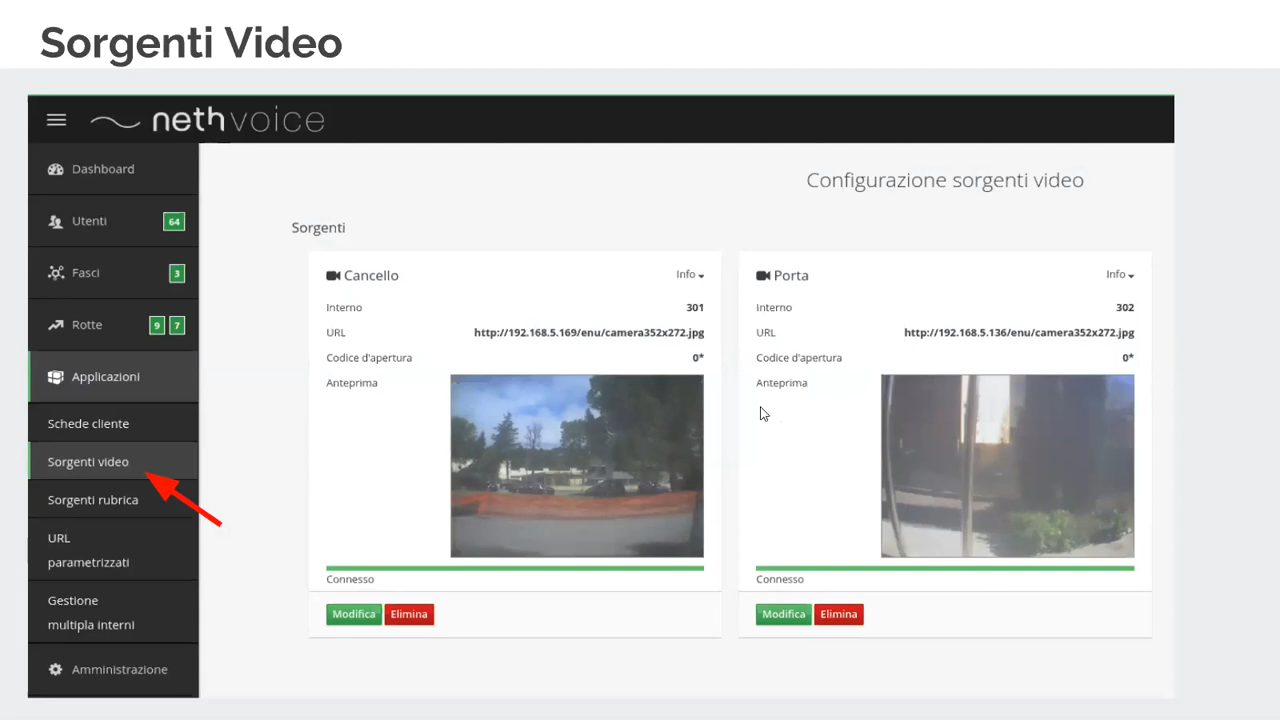 Sorgenti Video
nethvoice
Dashboard
Utenti 64
Fasci 3
Rotte 9 7
Applicazioni
Schede cliente
Sorgenti video
Sorgenti rubrica
URL
parametrizzati
Gestione
multipla interni
Amministrazione
Configurazione sorgenti video
Sorgenti
Cancello Info
Interno 301
URL http://192.168.5.169/enu/camera352x272.jpg
Codice d'apertura 0*
Anteprima
Connesso
Modifica Elimina
Porta Info
Interno 302
URL http://192.168.5.136/enu/camera352x272.jpg
Codice d'apertura 0*
Anteprima
Connesso
Modifica Elimina